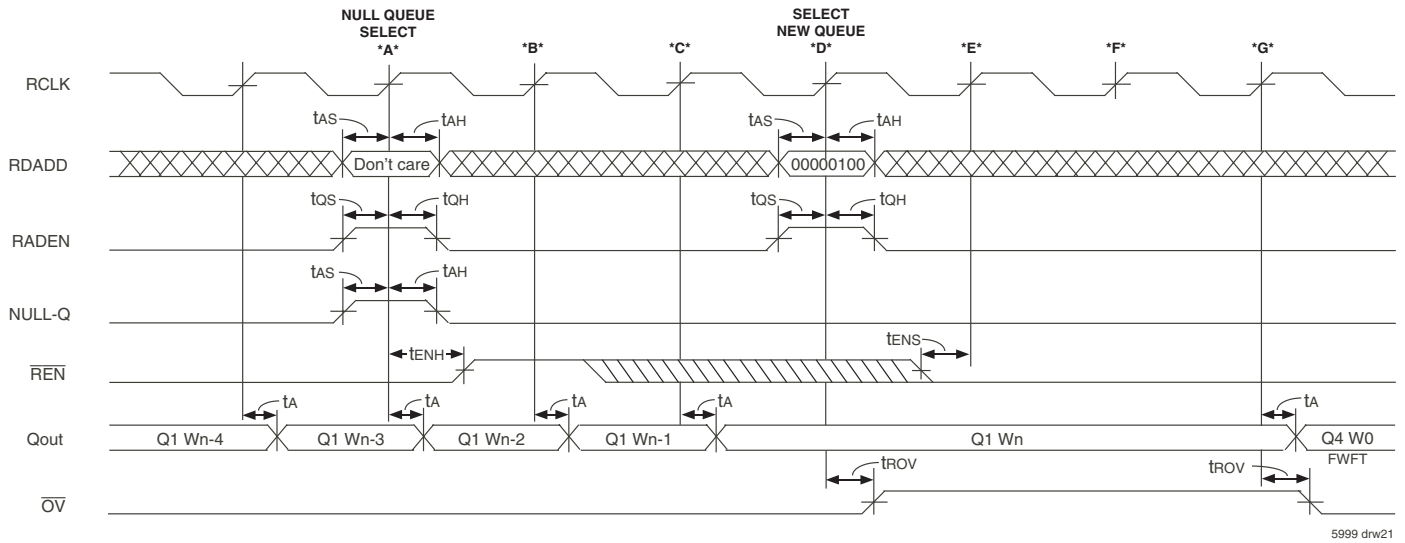 NULL QUEUE
SELECT
*A*
*B*
*C*
SELECT
NEW QUEUE
*D*
*E*
*F*
*G*
RCLK
tAS
tAH
tAS
tAH
RDADD
Don't care
00000100
tQS
tQH
tQS
tQH
RADEN
tAS
tAH
NULL-Q
tENH
tENS
REN
tA
tA
tA
tA
tA
Qout
Q1 Wn-4
Q1 Wn-3
Q1 Wn-2
Q1 Wn-1
Q1 Wn
Q4 W0
FWFT
tROV
tROV
OV
5999 drw21